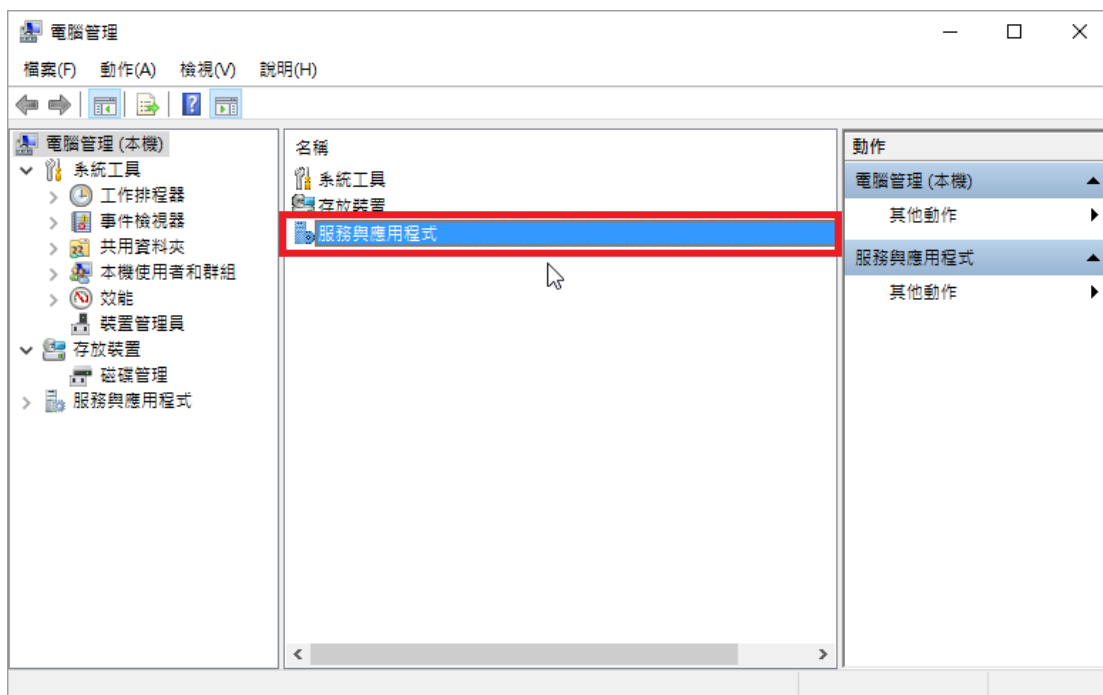 電腦管理
檔案(F) 動作(A) 檢視(V) 說明(H)
電腦管理 (本機)
系統工具
工作排程器
事件檢視器
共用資料夾
本機使用者和群組
效能
裝置管理員
存放裝置
磁碟管理
服務與應用程式
名稱
系統工具
存放裝置
服務與應用程式
動作
電腦管理 (本機)
其他動作
服務與應用程式
其他動作